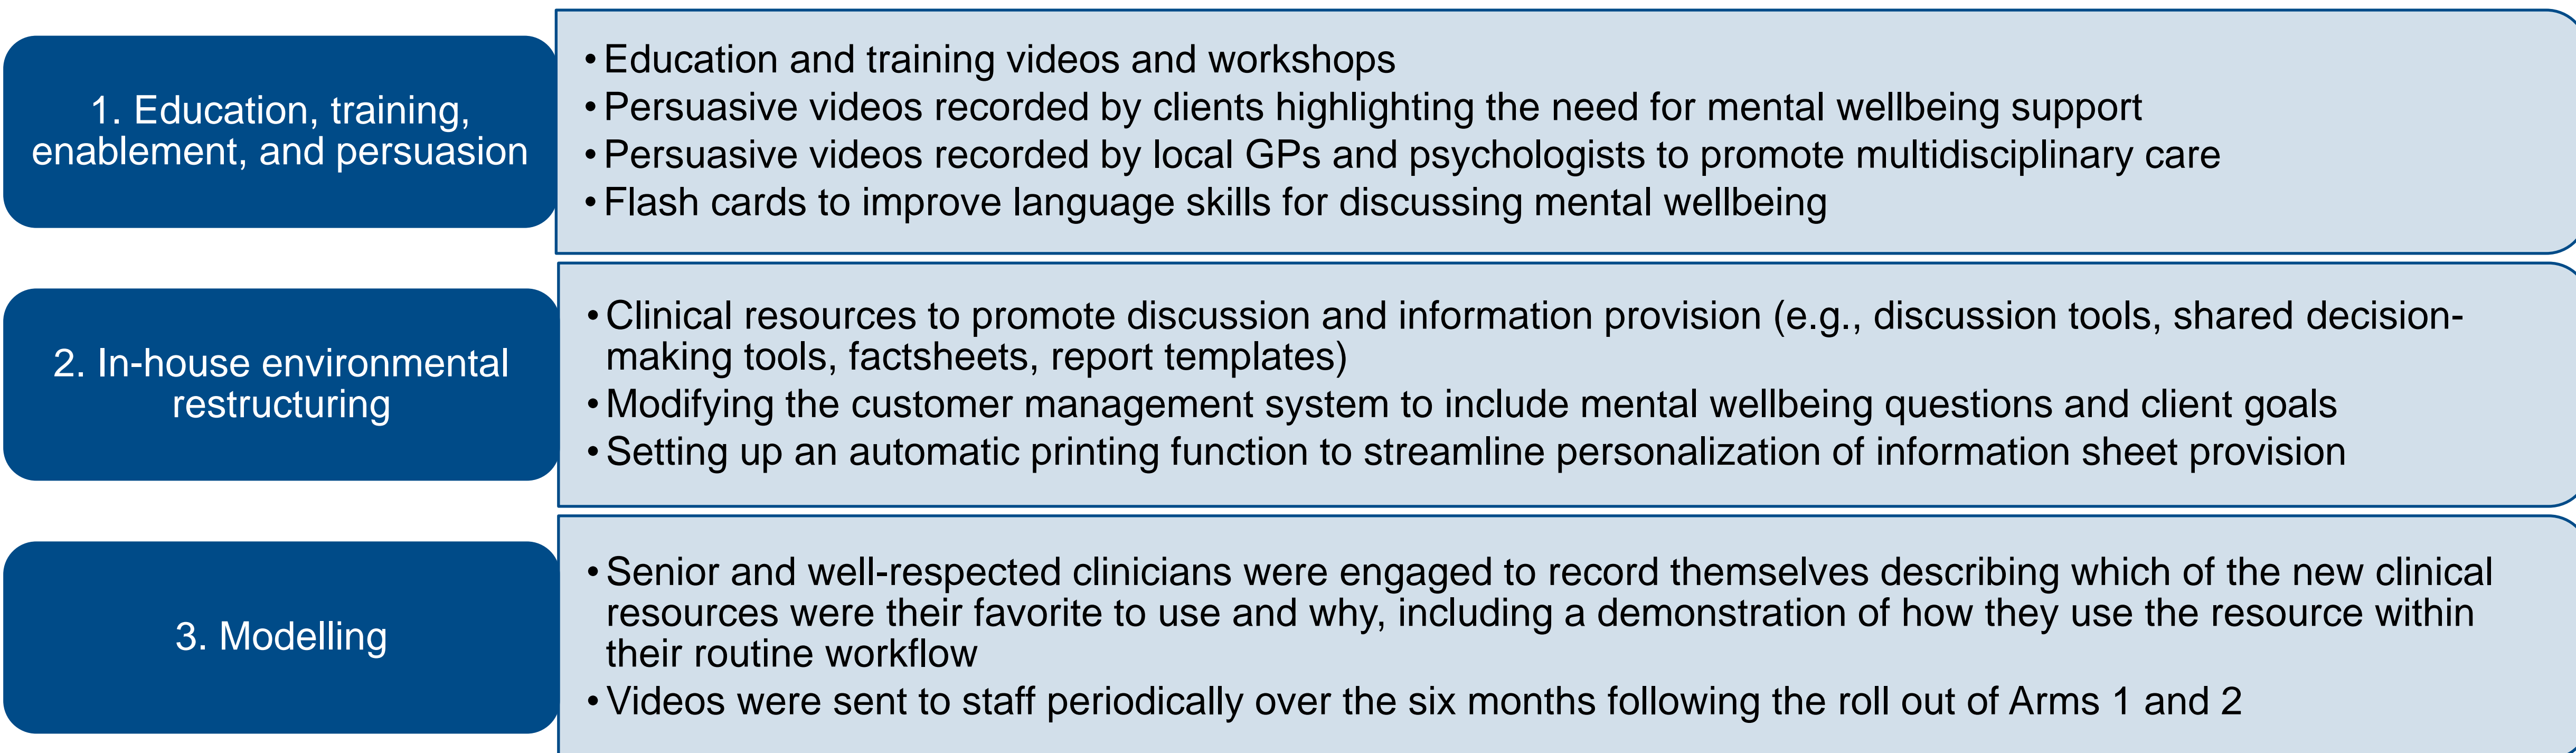 1. Education, training,
enablement, and persuasion
• Education and training videos and workshops
• Persuasive videos recorded by clients highlighting the need for mental wellbeing support
• Persuasive videos recorded by local GPs and psychologists to promote multidisciplinary care
• Flash cards to improve language skills for discussing mental wellbeing
2. In-house environmental
restructuring
• Clinical resources to promote discussion and information provision (e.g., discussion tools, shared decision-
making tools, factsheets, report templates)
• Modifying the customer management system to include mental wellbeing questions and client goals
• Setting up an automatic printing function to streamline personalization of information sheet provision
3. Modelling
• Senior and well-respected clinicians were engaged to record themselves describing which of the new clinical
resources were their favorite to use and why, including a demonstration of how they use the resource within
their routine workflow
• Videos were sent to staff periodically over the six months following the roll out of Arms 1 and 2